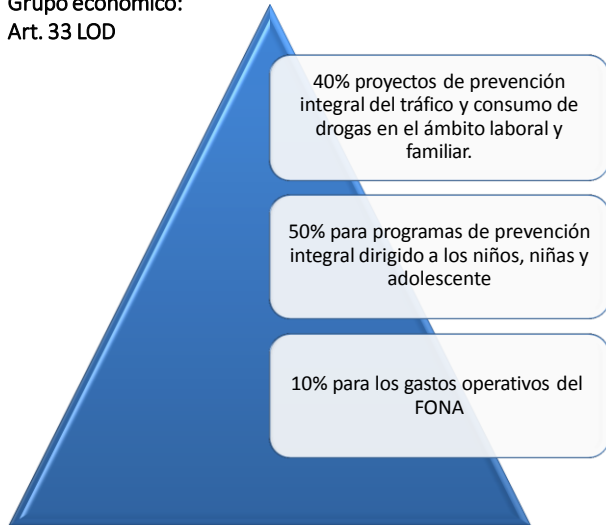 Grupo económico:
Art. 33 LOD
40% proyectos de prevención
integral del tráfico y consumo de
drogas en el ámbito laboral y
familiar.
50% para programas de prevención
integral dirigido a los niños, niñas y
adolescente
10% para los gastos operativos del
FONA